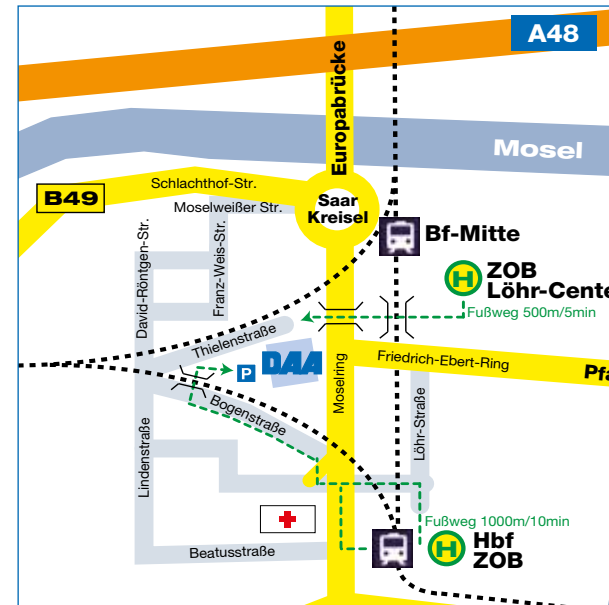 A48
Europabrücke
Mosel
Schlachthof-Str.
B49
Moselweißer Str.
Saar
Kreisel
Bf-Mitte
David-Röntgen-Str.
Franz-Weis-Str.
H
ZOB
Löhr-Cente
Fußweg 500m/5min
Thielenstraße
DAA
P
Moselring
Friedrich-Ebert-Ring
Pfa
Bogenstraße
Löhr-Straße
Lindenstraße
Fußweg 1000m/10min
H
Hbf
ZOB
Beatusstraße